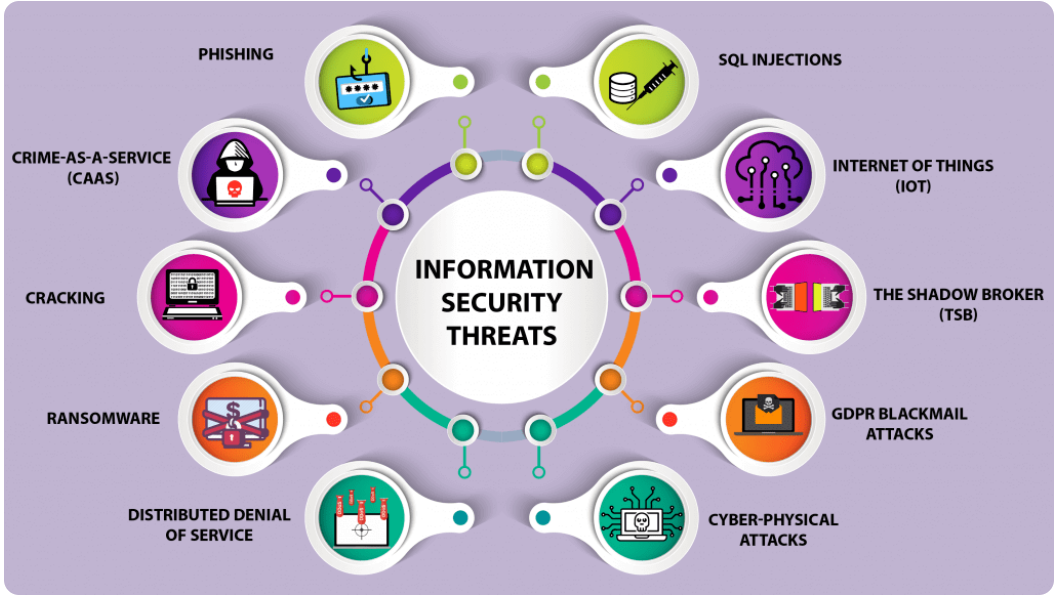 PHISHING
SQL INJECTIONS
CRIME-AS-A-SERVICE
(CAAS)
INTERNET OF THINGS
(IOT)
INFORMATION
SECURITY
THREATS
CRACKING
THE SHADOW BROKER
(TSB)
RANSOMWARE
GDPR BLACKMAIL
ATTACKS
DISTRIBUTED DENIAL
OF SERVICE
CYBER-PHYSICAL
ATTACKS